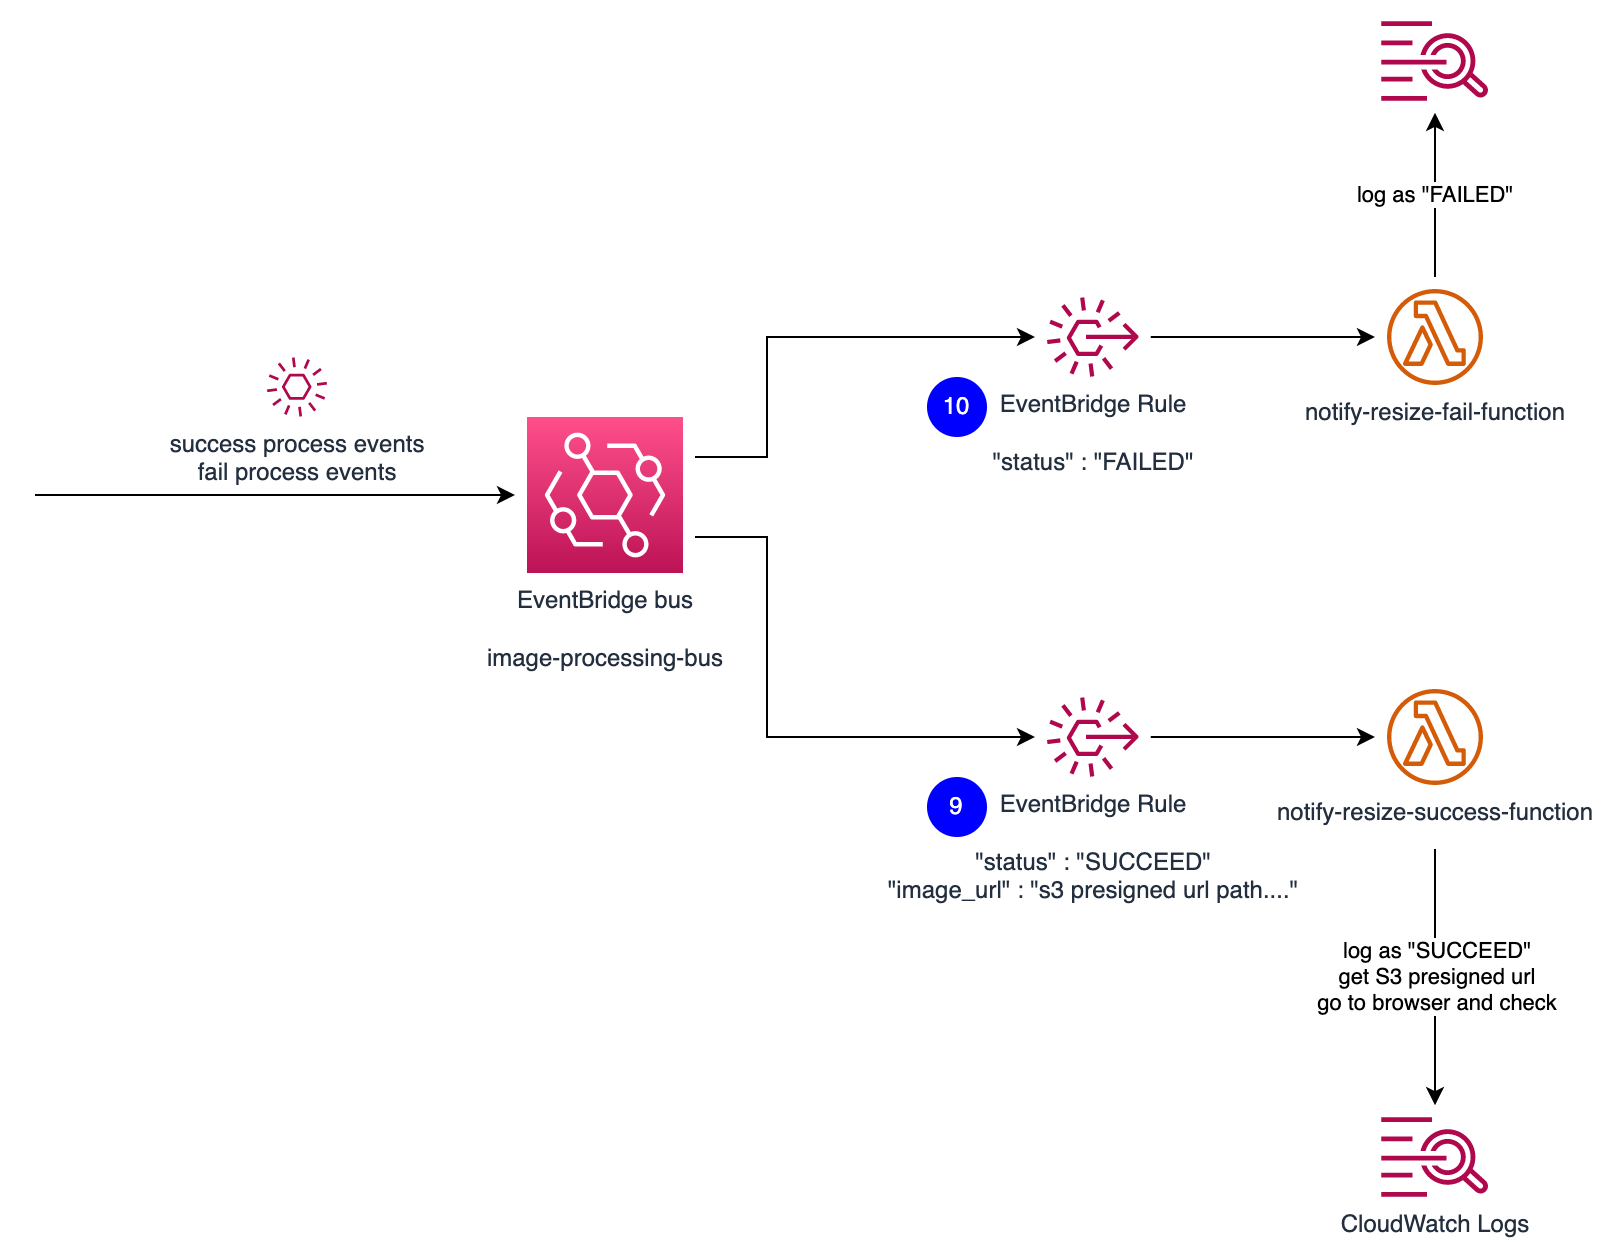 log as "FAILED"
notify-resize-fail-function
10
EventBridge Rule
"status" : "FAILED"
success process events
fail process events
EventBridge bus
image-processing-bus
9
EventBridge Rule
"status" : "SUCCEED"
"image_url" : "s3 presigned url path...."
notify-resize-success-function
log as "SUCCEED"
get S3 presigned url
go to browser and check
CloudWatch Logs